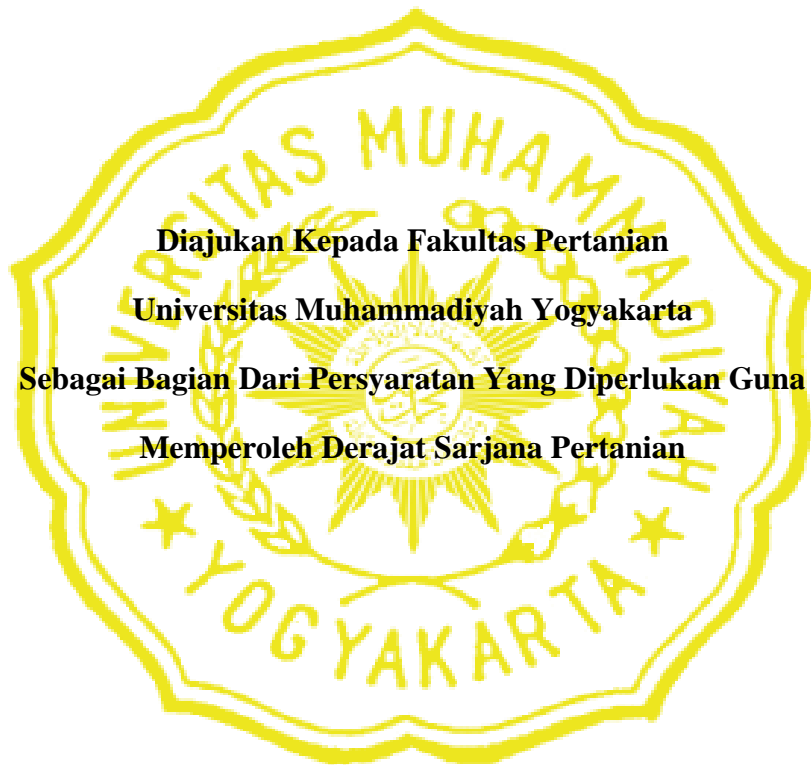 UNIVERSITAS MUHAMMADIYAH
Diajukan Kepada Fakultas Pertanian
Universitas Muhammadiyah Yogyakarta
Sebagai Bagian Dari Persyaratan Yang Diperlukan Guna
Memperoleh Derajat Sarjana Pertanian
YOGYAKARTA